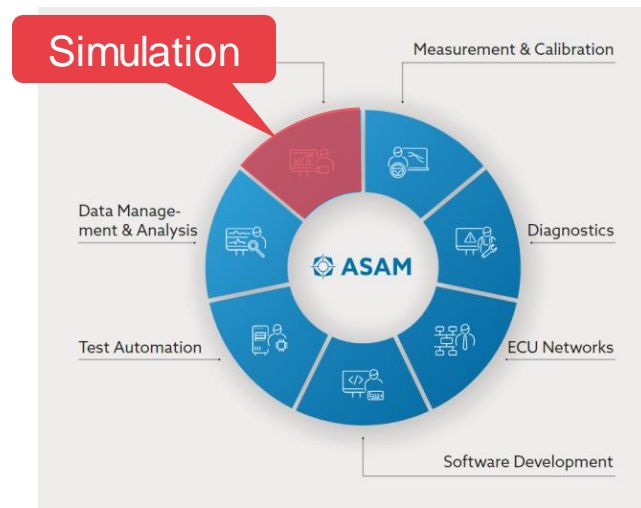 Simulation
Measurement & Calibration
Data Manage-
ment & Analysis
Diagnostics
ASAM
Test Automation
ECU Networks
</>
Software Development